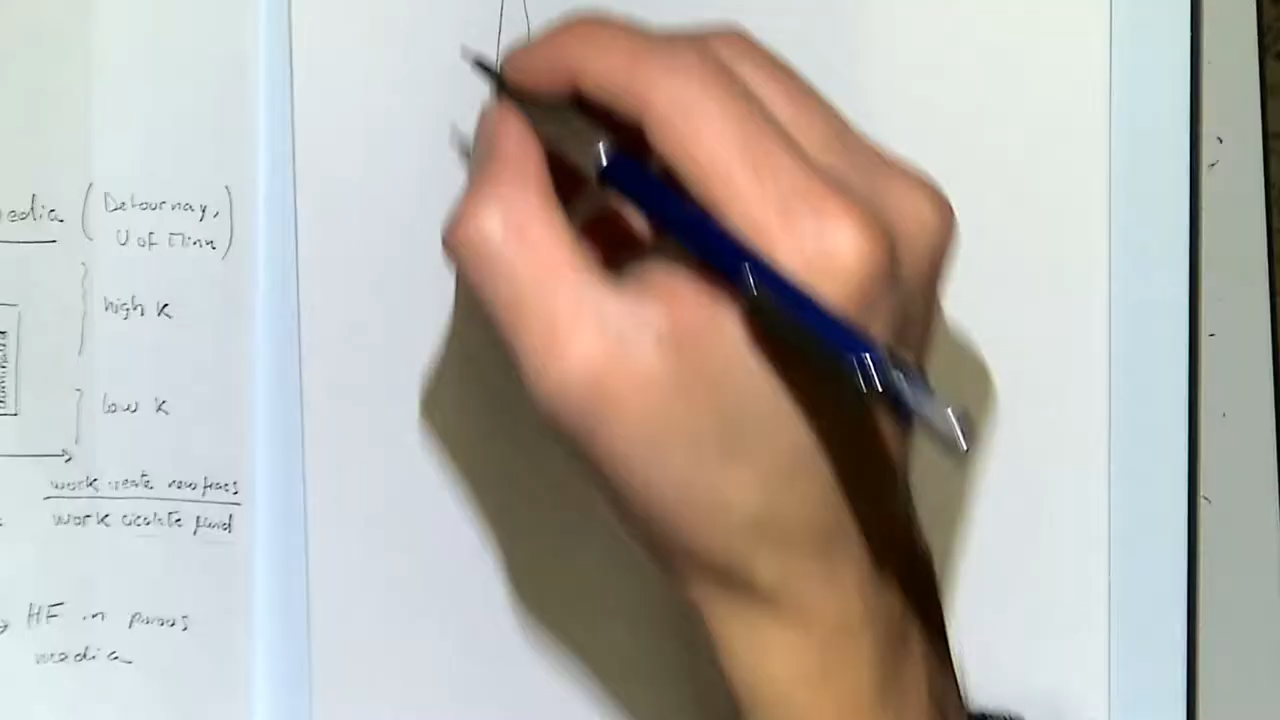 edia (Detournay,
U of Minn)
high K
low K
work create new fracs
work circulate fluid
→ HF in porous
media